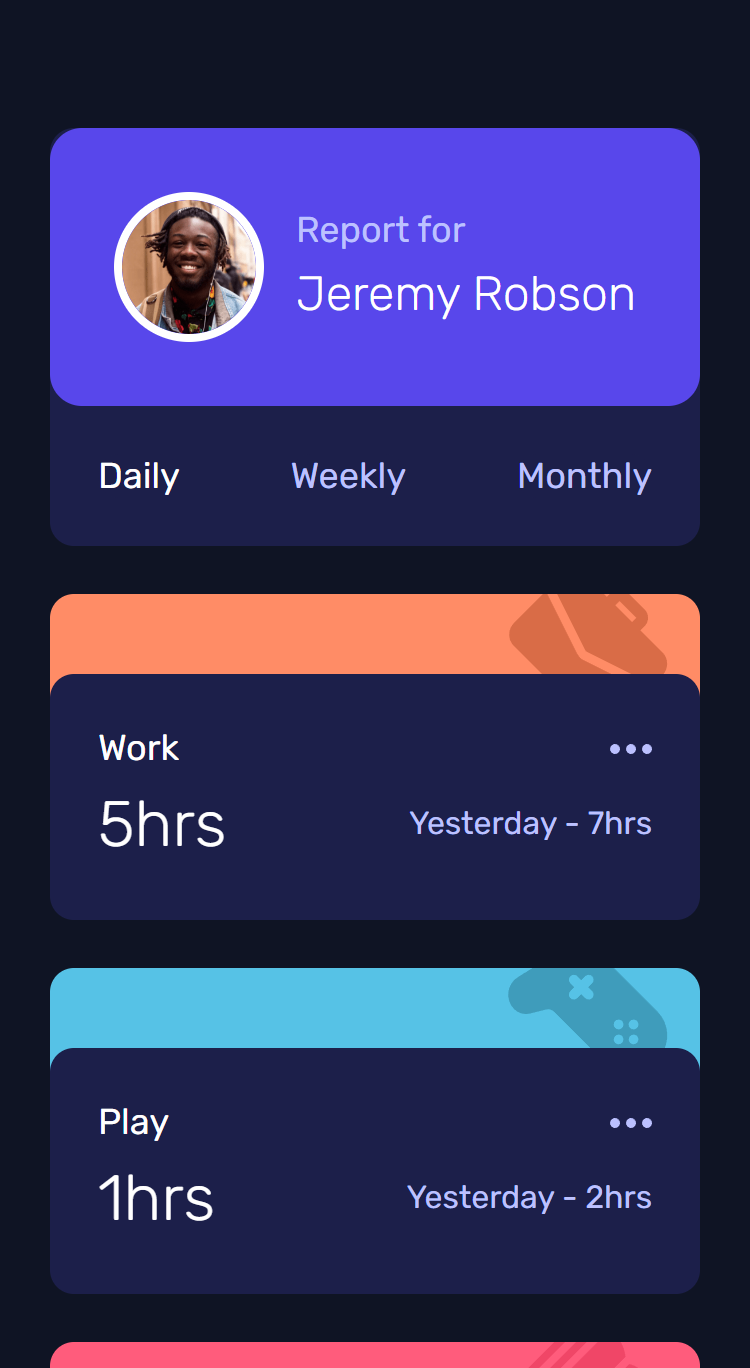 Report for
Jeremy Robson
Daily Weekly Monthly
Work
5hrs Yesterday - 7hrs
Play
1hrs Yesterday - 2hrs